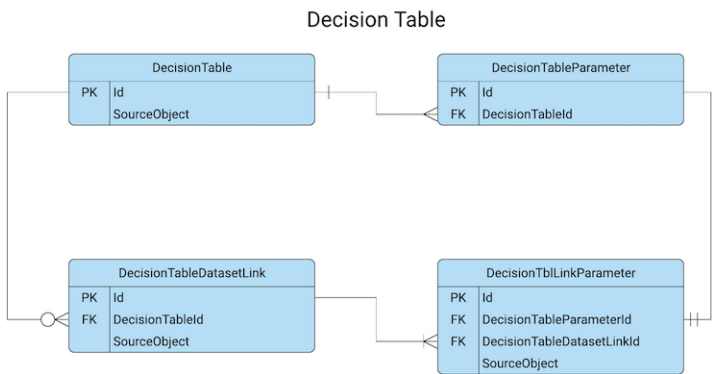 Decision Table
DecisionTable
PK Id
SourceObject
DecisionTableParameter
PK Id
FK DecisionTableId
DecisionTableDatasetLink
PK Id
FK DecisionTableId
SourceObject
DecisionTblLinkParameter
PK Id
FK DecisionTableParameterId
FK DecisionTableDatasetLinkId
SourceObject